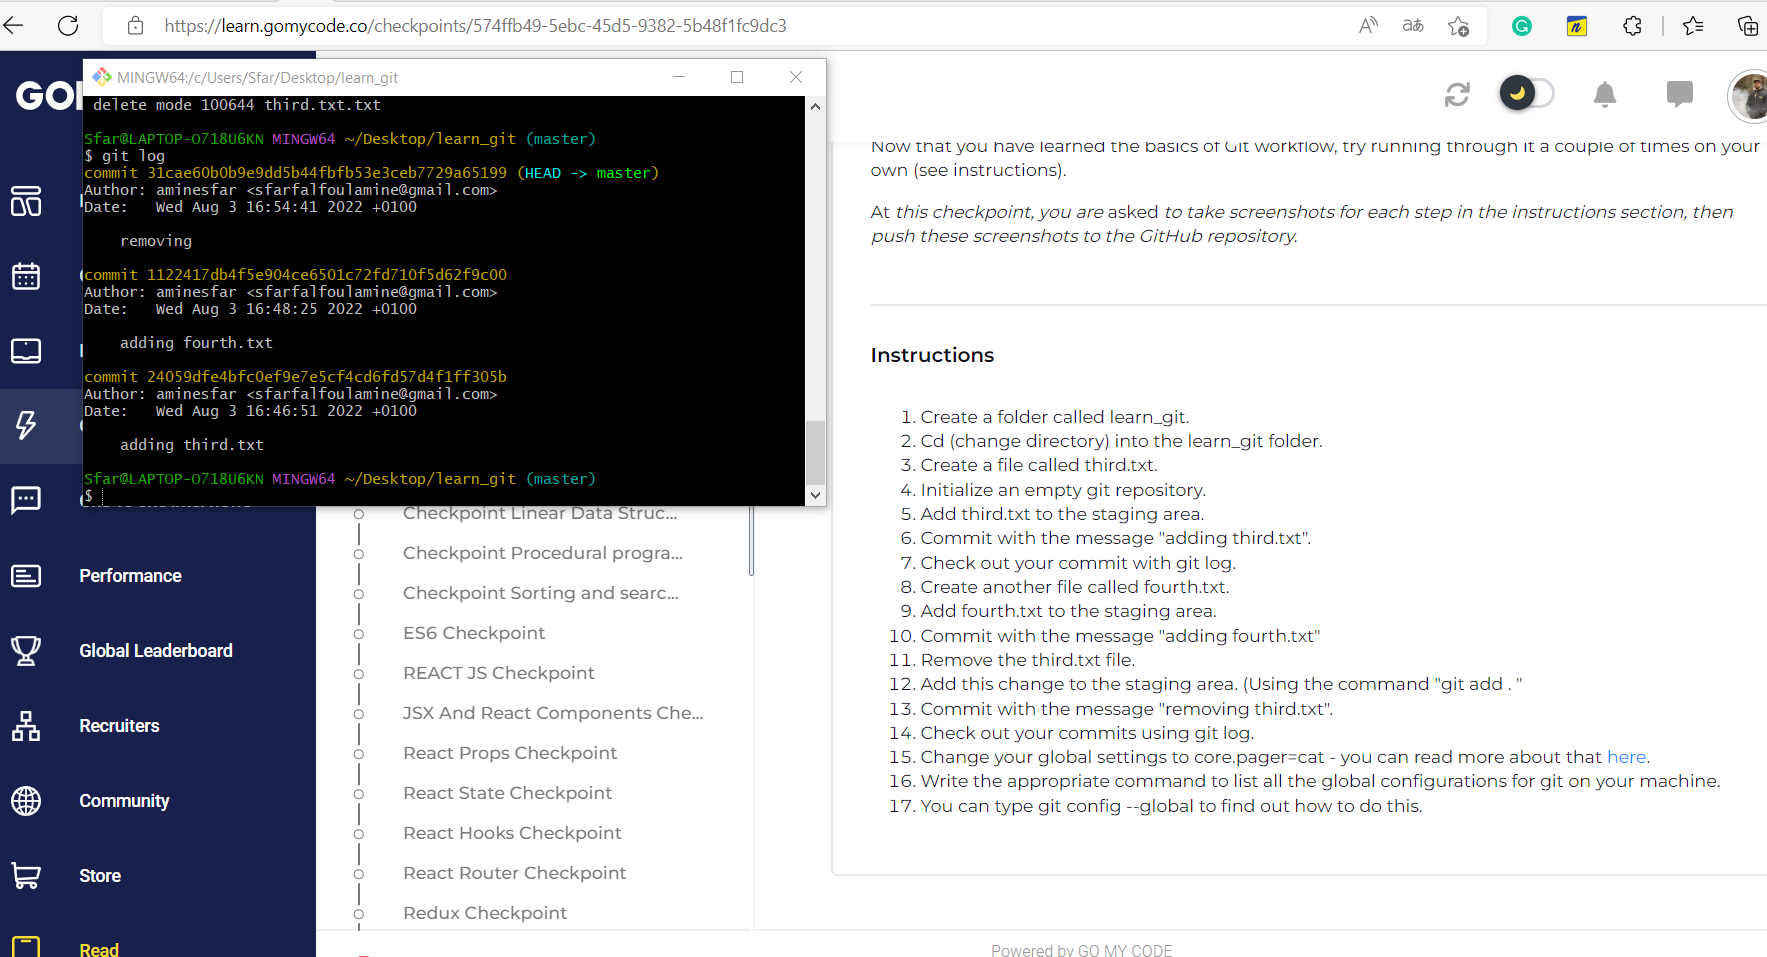 https://learn.gomycode.co/checkpoints/574ffb49-5ebc-45d5-9382-5b48f1fc9dc3
GO
MINGW64:/c/Users/Sfar/Desktop/learn_git
delete mode 100644 third.txt.txt
Sfar@LAPTOP-O718U6KN MINGW64 ~/Desktop/learn_git (master)
$ git log
commit 31cae60b0b9e9dd5b44fbfb53e3ceb7729a65199 (HEAD -> master)
Author: aminesfar <sfarfalfoulamine@gmail.com>
Date:   Wed Aug 3 16:54:41 2022 +0100
removing
commit 1122417db4f5e904ce6501c72fd710f5d62f9c00
Author: aminesfar <sfarfalfoulamine@gmail.com>
Date:   Wed Aug 3 16:48:25 2022 +0100
adding fourth.txt
commit 24059dfe4bfc0ef9e7e5cf4cd6fd57d4f1ff305b
Author: aminesfar <sfarfalfoulamine@gmail.com>
Date:   Wed Aug 3 16:46:51 2022 +0100
adding third.txt
Sfar@LAPTOP-O718U6KN MINGW64 ~/Desktop/learn_git (master)
$
Performance
Global Leaderboard
Recruiters
Community
Store
Read
Checkpoint Linear Data Struc...
Checkpoint Procedural progra...
Checkpoint Sorting and searc...
ES6 Checkpoint
REACT JS Checkpoint
JSX And React Components Che...
React Props Checkpoint
React State Checkpoint
React Hooks Checkpoint
React Router Checkpoint
Redux Checkpoint
Now that you have learned the basics of Git workflow, try running through it a couple of times on your
own (see instructions).
At this checkpoint, you are asked to take screenshots for each step in the instructions section, then
push these screenshots to the GitHub repository.
Instructions
1. Create a folder called learn_git.
2. Cd (change directory) into the learn_git folder.
3. Create a file called third.txt.
4. Initialize an empty git repository.
5. Add third.txt to the staging area.
6. Commit with the message "adding third.txt".
7. Check out your commit with git log.
8. Create another file called fourth.txt.
9. Add fourth.txt to the staging area.
10. Commit with the message "adding fourth.txt"
11. Remove the third.txt file.
12. Add this change to the staging area. (Using the command "git add . "
13. Commit with the message "removing third.txt".
14. Check out your commits using git log.
15. Change your global settings to core.pager=cat - you can read more about that here.
16. Write the appropriate command to list all the global configurations for git on your machine.
17. You can type git config --global to find out how to do this.
Powered by GO MY CODE